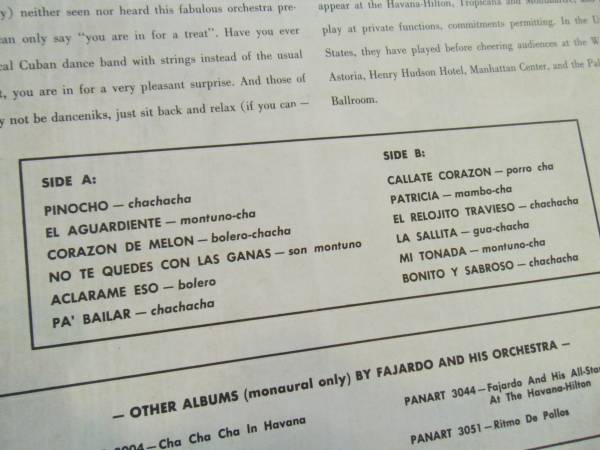 neither seen nor heard this fabulous orchestra pre-
can only say "you are in for a treat". Have you ever
Cuban dance band with strings instead of the usual
you are in for a very pleasant surprise. And those of
not be danceniks, just sit back and relax (if you can —
appear at the Havana-Hilton, Tropicana and
play at private functions, commitments permitting. In the
States, they have played before cheering audiences at the
Astoria, Henry Hudson Hotel, Manhattan Center, and the
Ballroom.
SIDE A:
PINOCHO — chachacha
EL AGUARDIENTE — montuno-cha
CORAZON DE MELON — bolero-chacha
NO TE QUEDES CON LAS GANAS — son montuno
ACLARAME ESO — bolero
PA' BAILAR — chachacha
SIDE B:
CALLATE CORAZON — porro cha
PATRICIA — mambo-cha
EL RELOJITO TRAVIESO — chachacha
LA SALLITA — gua-chacha
MI TONADA — montuno-cha
BONITO Y SABROSO — chachacha
— OTHER ALBUMS (monaural only) BY FAJARDO AND HIS ORCHESTRA —
— Cha Cha Cha In Havana
PANART 3044 — Fajardo And His All-Star
At The Havana-Hilton
PANART 3051 — Ritmo De Pollos